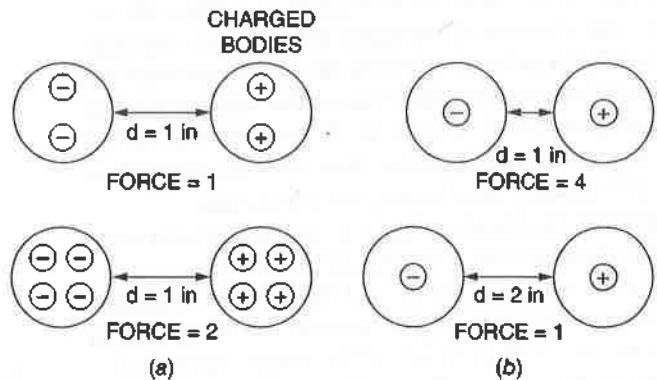 CHARGED
BODIES
− + − +
− +
d = 1 in
d = 1 in
FORCE = 1
FORCE = 4
− − + + − +
− − + +
d = 1 in
d = 2 in
FORCE = 2
FORCE = 1
(a)
(b)